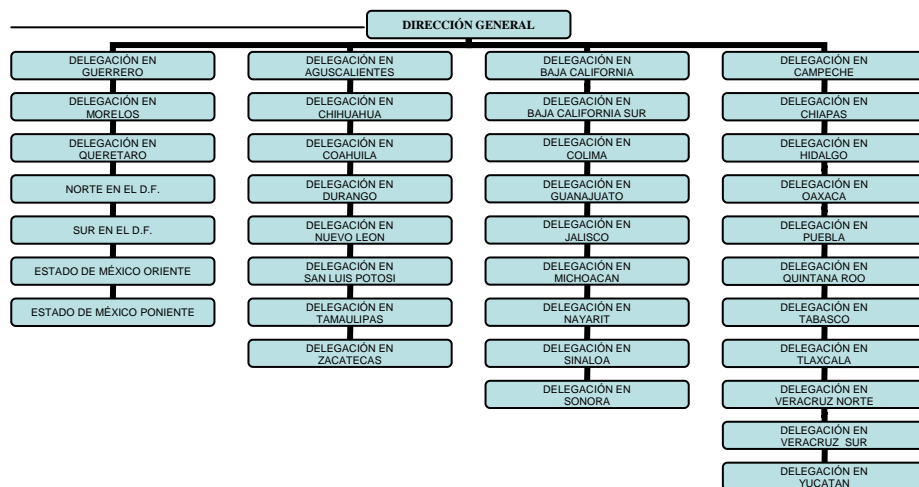 DIRECCIÓN GENERAL
DELEGACIÓN EN
GUERRERO
DELEGACIÓN EN
MORELOS
DELEGACIÓN EN
QUERETARO
NORTE EN EL D.F.
SUR EN EL D.F.
ESTADO DE MÉXICO ORIENTE
ESTADO DE MÉXICO PONIENTE
DELEGACIÓN EN
AGUSCALIENTES
DELEGACIÓN EN
CHIHUAHUA
DELEGACIÓN EN
COAHUILA
DELEGACIÓN EN
DURANGO
DELEGACIÓN EN
NUEVO LEON
DELEGACIÓN EN
SAN LUIS POTOSI
DELEGACIÓN EN
TAMAULIPAS
DELEGACIÓN EN
ZACATECAS
DELEGACIÓN EN
BAJA CALIFORNIA
DELEGACIÓN EN
BAJA CALIFORNIA SUR
DELEGACIÓN EN
COLIMA
DELEGACIÓN EN
GUANAJUATO
DELEGACIÓN EN
JALISCO
DELEGACIÓN EN
MICHOACAN
DELEGACIÓN EN
NAYARIT
DELEGACIÓN EN
SINALOA
DELEGACIÓN EN
SONORA
DELEGACIÓN EN
CAMPECHE
DELEGACIÓN EN
CHIAPAS
DELEGACIÓN EN
HIDALGO
DELEGACIÓN EN
OAXACA
DELEGACIÓN EN
PUEBLA
DELEGACIÓN EN
QUINTANA ROO
DELEGACIÓN EN
TABASCO
DELEGACIÓN EN
TLAXCALA
DELEGACIÓN EN
VERACRUZ NORTE
DELEGACIÓN EN
VERACRUZ SUR
DELEGACIÓN EN
YUCATAN